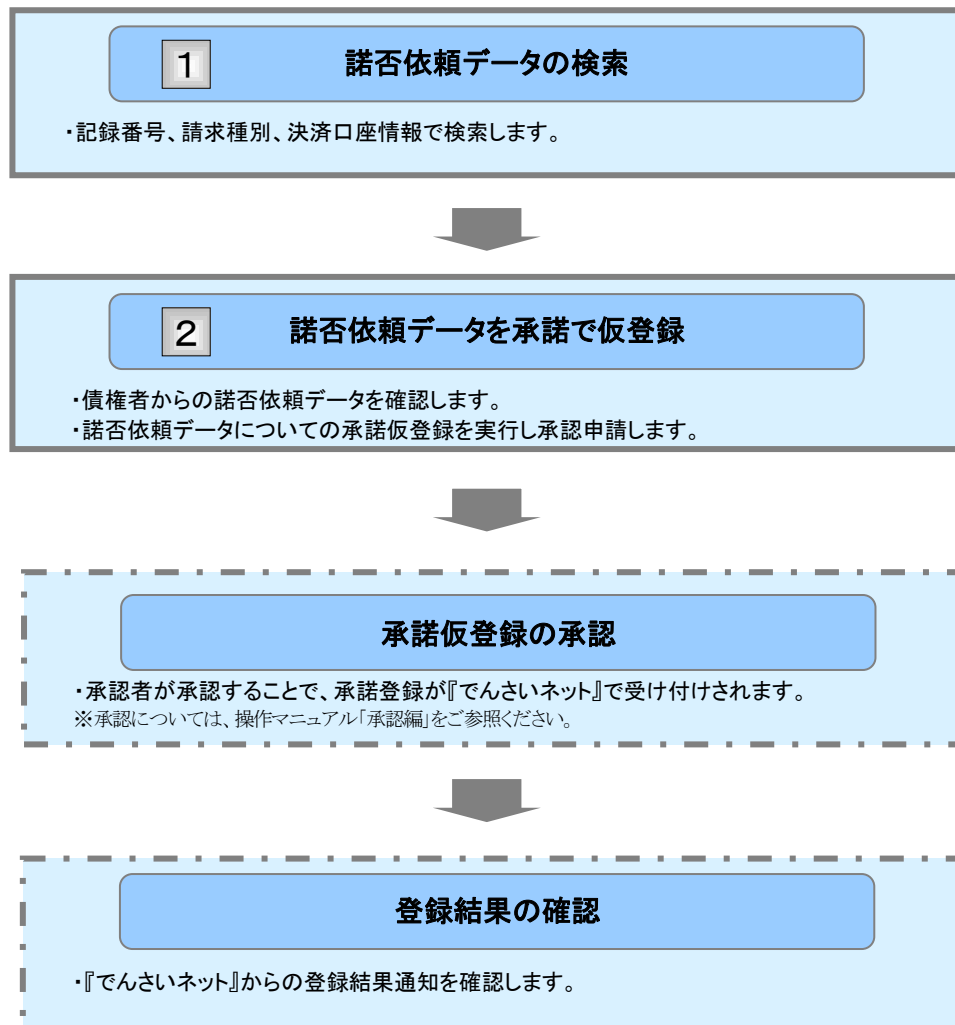 1 諾否依頼データの検索
・記録番号、請求種別、決済口座情報で検索します。
2 諾否依頼データを承諾で仮登録
・債権者からの諾否依頼データを確認します。
・諾否依頼データについての承諾仮登録を実行し承認申請します。
承諾仮登録の承認
・承認者が承認することで、承諾登録が『でんさいネット』で受け付けされます。
※承認については、操作マニュアル「承認編」をご参照ください。
登録結果の確認
・『でんさいネット』からの登録結果通知を確認します。